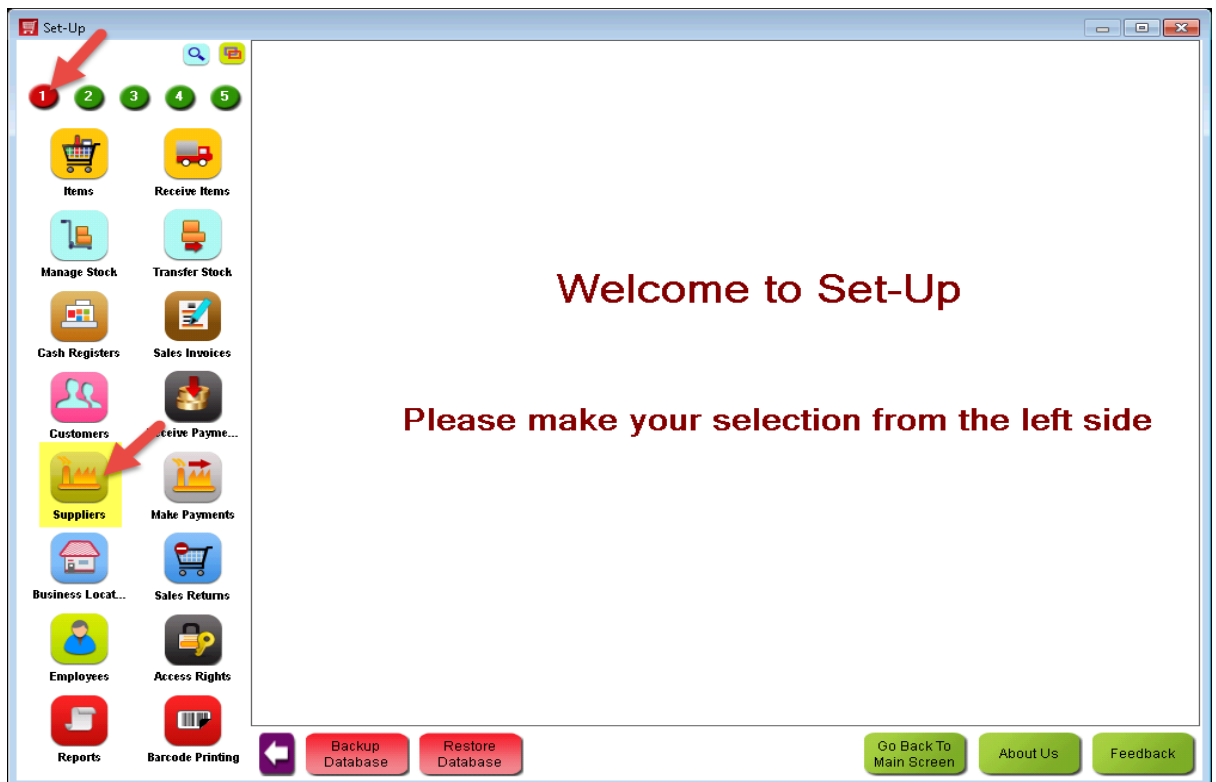 Set-Up
1 2 3 4 5
Items
Receive Items
Manage Stock
Transfer Stock
Cash Registers
Sales Invoices
Customers
ceive Payme...
Suppliers
Make Payments
Business Locat...
Sales Returns
Employees
Access Rights
Reports
Barcode Printing
Welcome to Set-Up
Please make your selection from the left side
Backup
Database
Restore
Database
Go Back To
Main Screen
About Us
Feedback